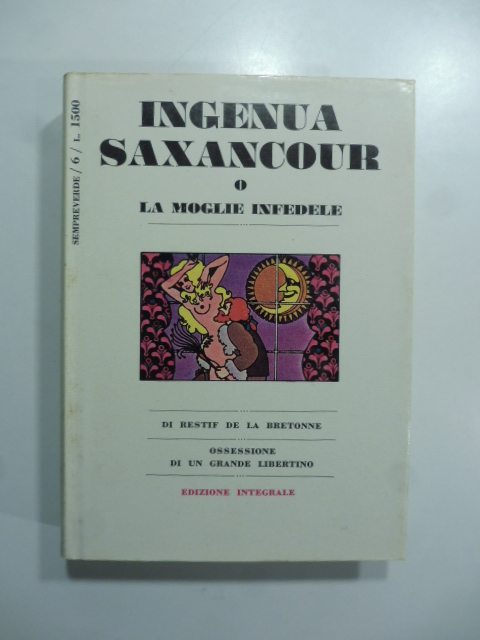 SEMPREVERDE / 6 / L. 1500
INGENUA
SAXANCOUR
O
LA MOGLIE INFEDELE
DI RESTIF DE LA BRETONNE
OSSESSIONE
DI UN GRANDE LIBERTINO
EDIZIONE INTEGRALE